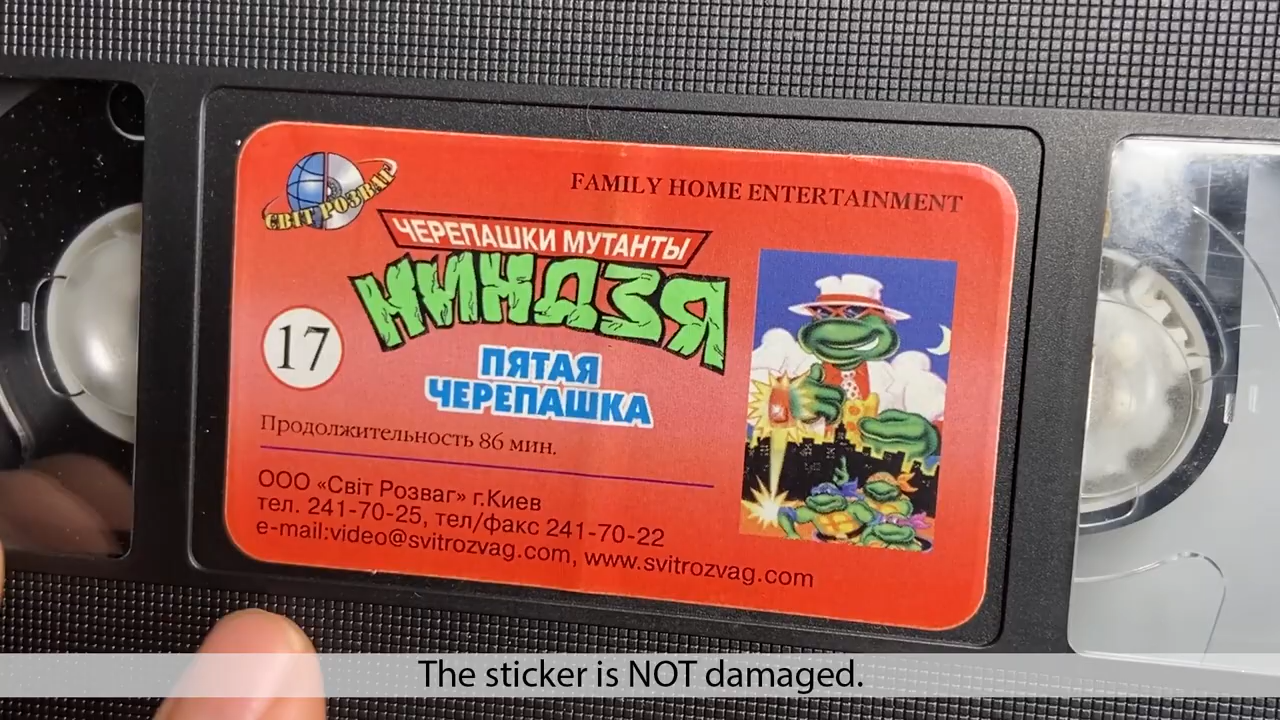 СВІТ РОЗВАГ
FAMILY HOME ENTERTAINMENT
ЧЕРЕПАШКИ МУТАНТЫ
НИНДЗЯ
17
ПЯТАЯ
ЧЕРЕПАШКА
Продолжительность 86 мин.
ООО «Світ Розваг» г.Киев
тел. 241-70-25, тел/факс 241-70-22
e-mail:video@svitrozvag.com, www.svitrozvag.com
The sticker is NOT damaged.